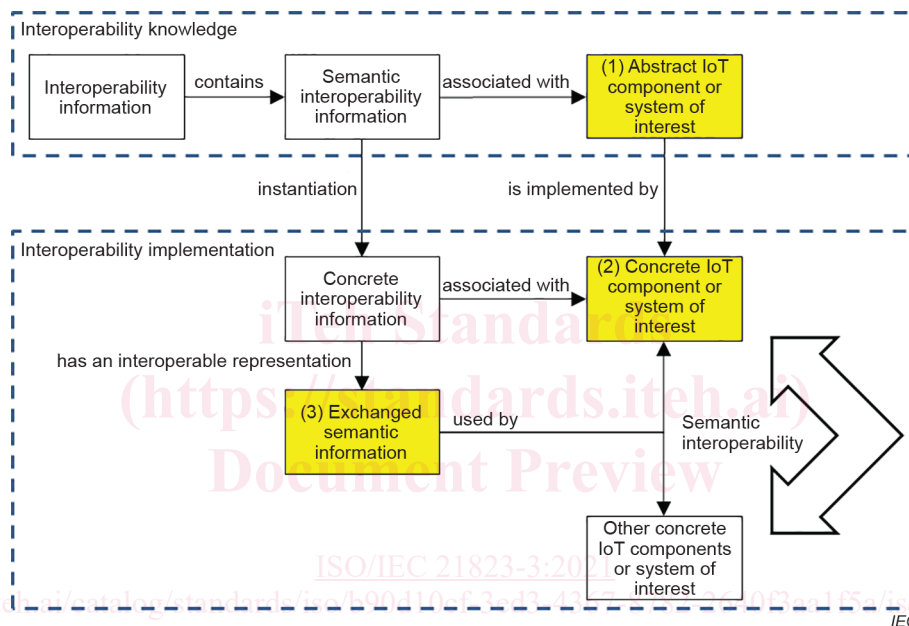 Interoperability knowledge
Interoperability
information
contains
Semantic
interoperability
information
associated with
(1) Abstract IoT
component or
system of
interest
instantiation
is implemented by
Interoperability implementation
Concrete
interoperability
information
associated with
(2) Concrete IoT
component or
system of
interest
has an interoperable representation
(3) Exchanged
semantic
information
used by
Semantic
interoperability
Other concrete
IoT components
or system of
interest
iTeh Standards
(https://standards.iteh.ai)
Document Preview
ISO/IEC 21823-3:2021
IEC